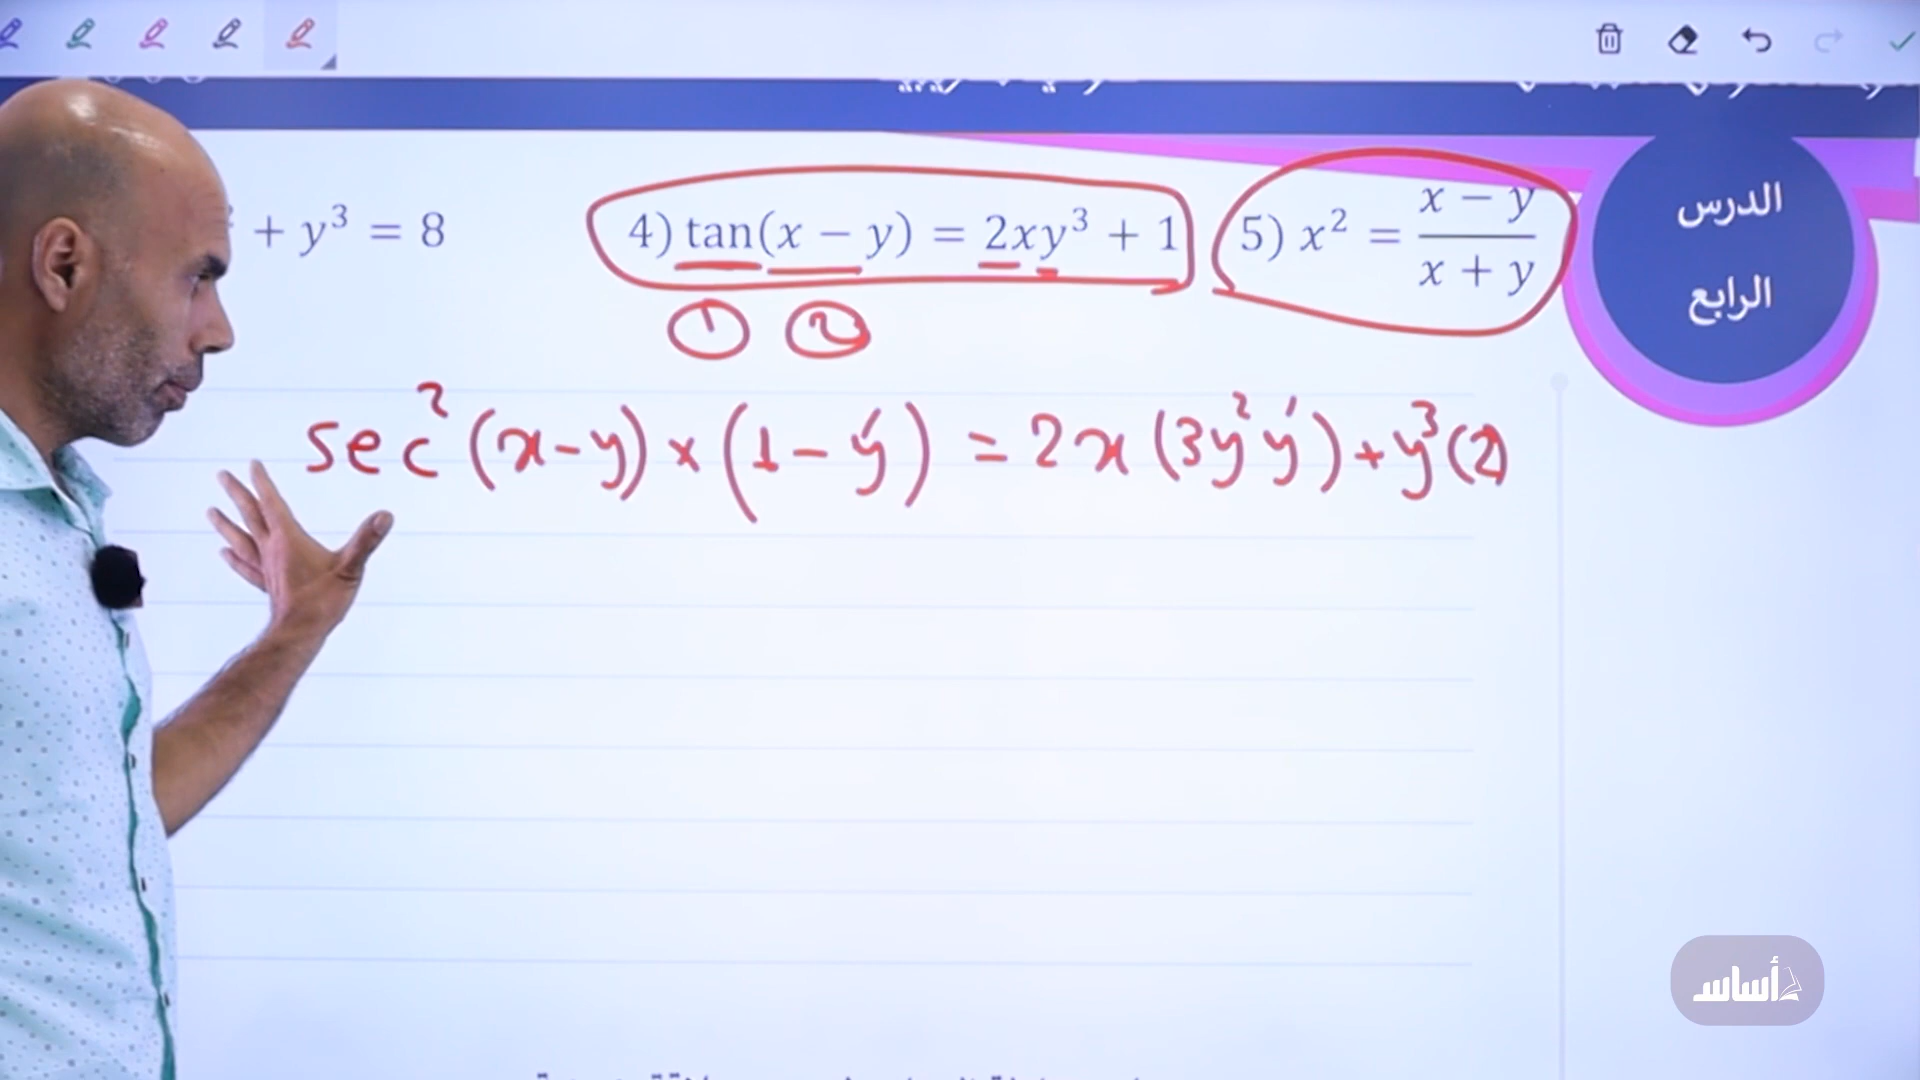 + y³ = 8
4) tan(x − y) = 2xy³ + 1
5) x² = \frac{x − y}{x + y}
الدرس
الرابع
1 2
sec²(x-y) × (1 - y′) = 2x(3y²y′) + y³(2)
أساس